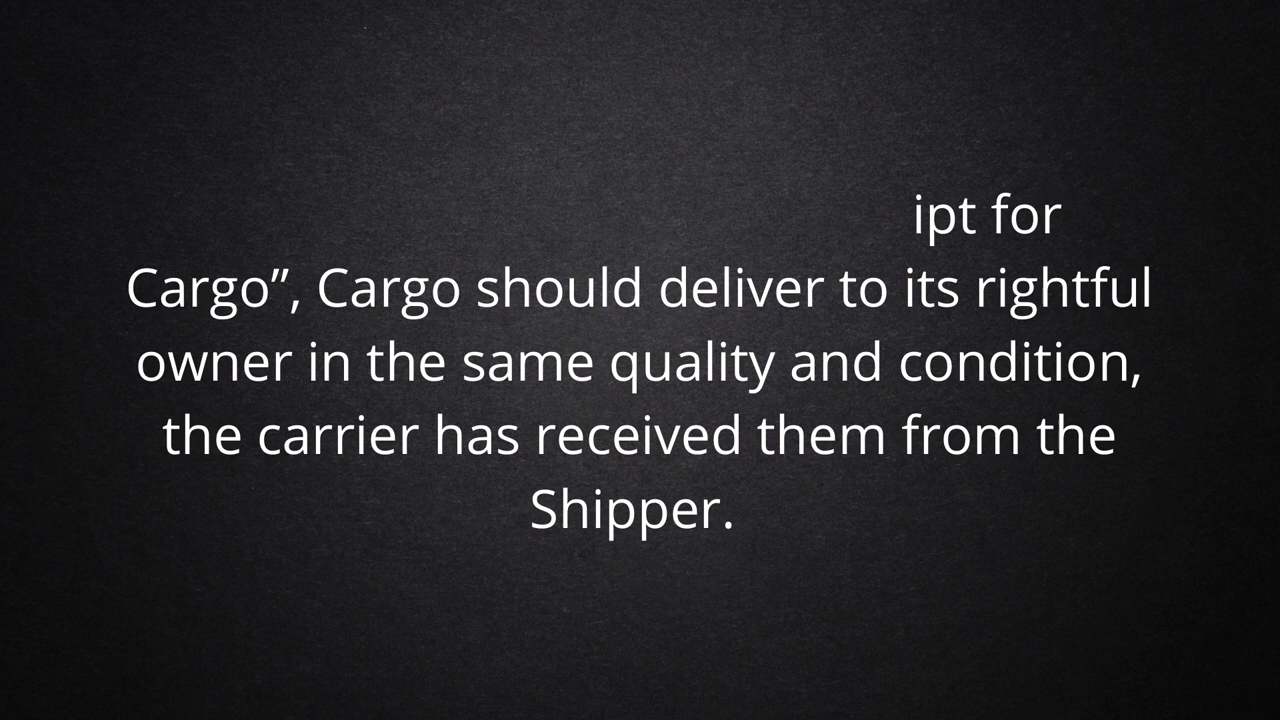 ipt for
Cargo”, Cargo should deliver to its rightful
owner in the same quality and condition,
the carrier has received them from the
Shipper.